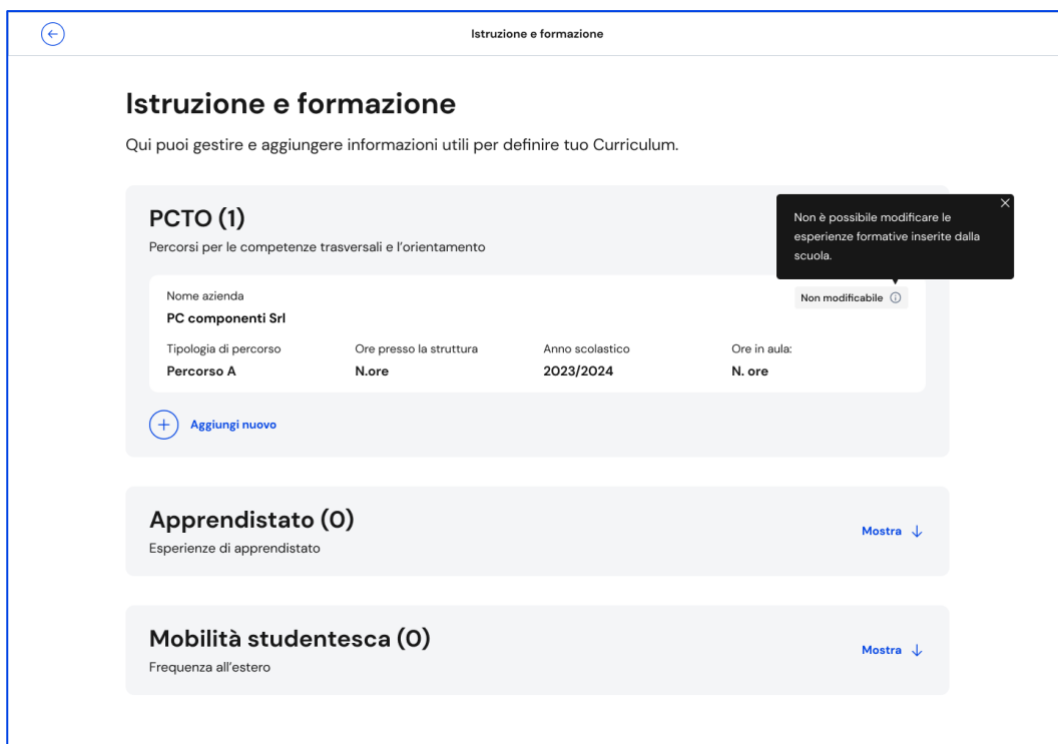 Istruzione e formazione
Istruzione e formazione
Qui puoi gestire e aggiungere informazioni utili per definire tuo Curriculum.
PCTO (1)
Percorsi per le competenze trasversali e l'orientamento
Non è possibile modificare le
esperienze formative inserite dalla
scuola.
Nome azienda
Non modificabile
PC componenti Srl
Tipologia di percorso Ore presso la struttura Anno scolastico Ore in aula:
Percorso A N.ore 2023/2024 N. ore
Aggiungi nuovo
Apprendistato (0)
Esperienze di apprendistato
Mostra
Mobilità studentesca (0)
Frequenza all'estero
Mostra